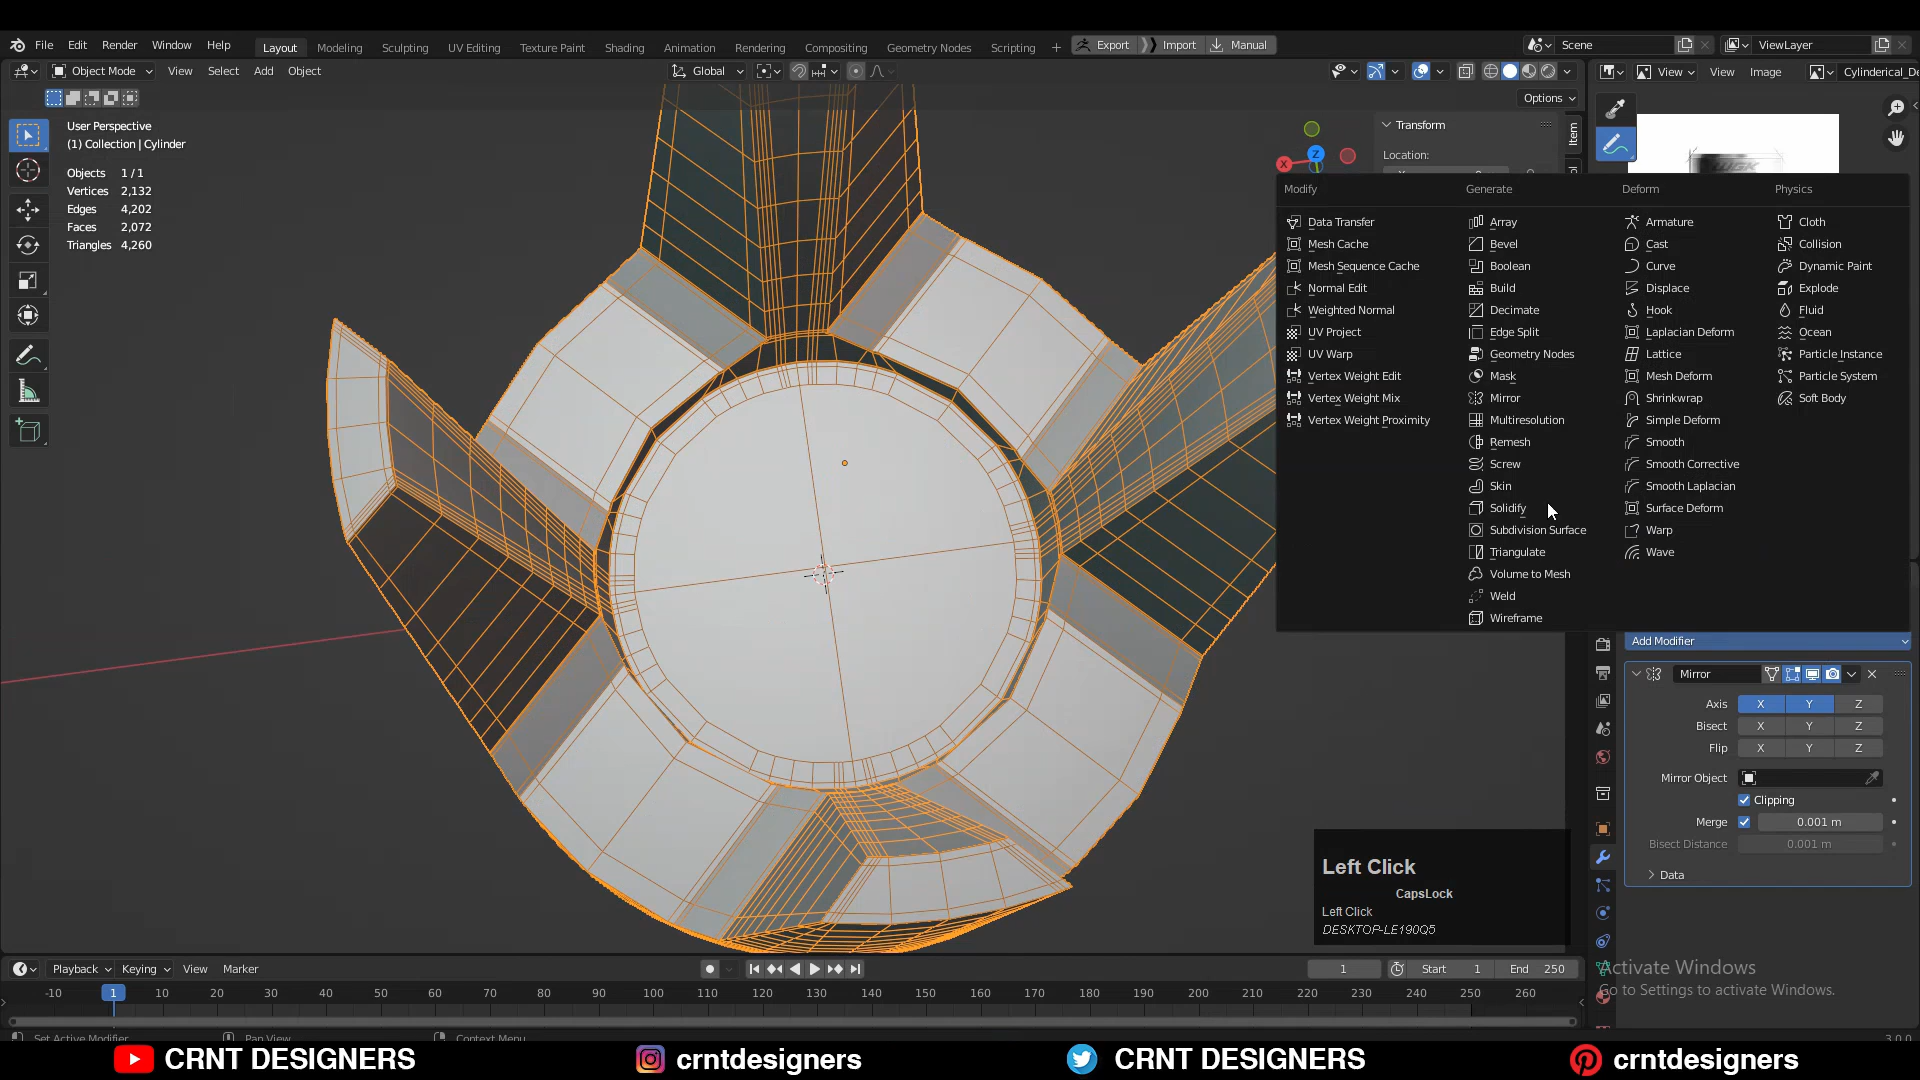 File Edit Render Window Help Layout Modeling Sculpting UV Editing Texture Paint Shading Animation Rendering Compositing Geometry Nodes Scripting + Export Import Manual Scene ViewLayer
Object Mode View Select Add Object Global View View Image Cylindrical_De
Options
User Perspective
(1) Collection | Cylinder
Objects 1 / 1
Vertices 2,132
Edges 4,202
Faces 2,072
Triangles 4,260
Transform
Location:
Item
X
Z
Modify Generate Deform Physics
Data Transfer Array Armature Cloth
Mesh Cache Bevel Cast Collision
Mesh Sequence Cache Boolean Curve Dynamic Paint
Normal Edit Build Displace Explode
Weighted Normal Decimate Hook Fluid
UV Project Edge Split Laplacian Deform Ocean
UV Warp Geometry Nodes Lattice Particle Instance
Vertex Weight Edit Mask Mesh Deform Particle System
Vertex Weight Mix Mirror Shrinkwrap Soft Body
Vertex Weight Proximity Multiresolution Simple Deform
Remesh Smooth
Screw Smooth Corrective
Skin Smooth Laplacian
Solidify Surface Deform
Subdivision Surface Warp
Triangulate Wave
Volume to Mesh
Weld
Wireframe
Add Modifier
Mirror
Axis X Y Z
Bisect X Y Z
Flip X Y Z
Mirror Object
Clipping
Merge 0.001 m
Bisect Distance 0.001 m
Data
Left Click
CapsLock
Left Click
DESKTOP-LE190Q5
Activate Windows
Go to Settings to activate Windows.
Playback Keying View Marker 1 Start 1 End 250
-10 1 10 20 30 40 50 60 70 80 90 100 110 120 130 140 150 160 170 180 190 200 210 220 230 240 250 260
Set Active Modifier Pan View Context Menu 3.0.0
CRNT DESIGNERS crntdesigners CRNT DESIGNERS crntdesigners